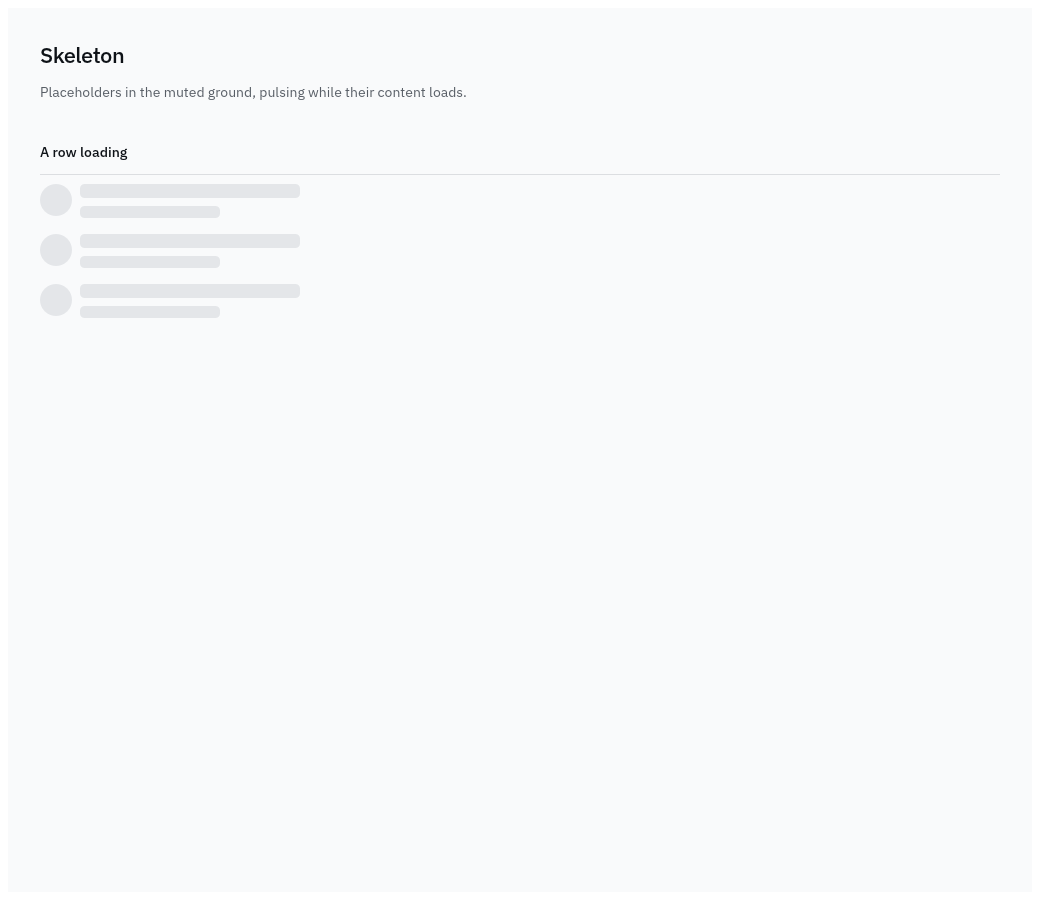 Skeleton
Placeholders in the muted ground, pulsing while their content loads.
A row loading